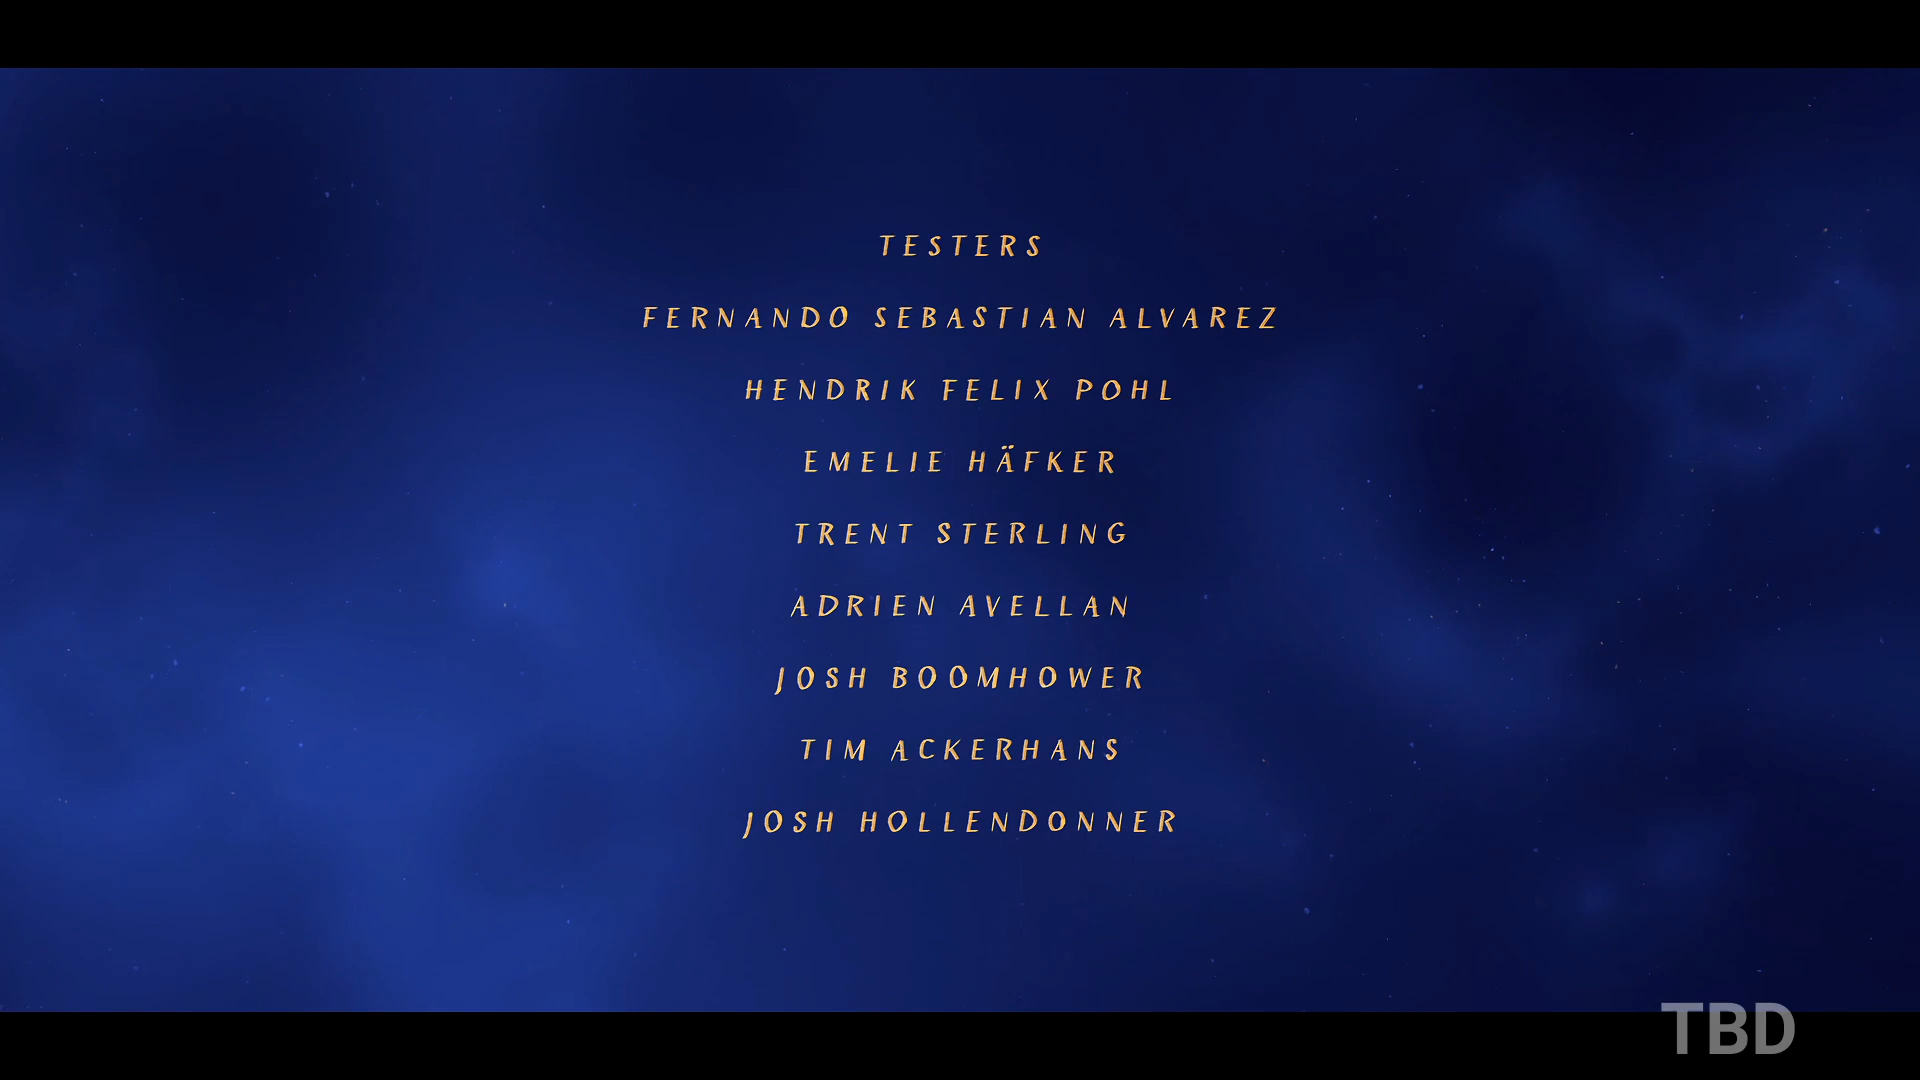 TESTERS
FERNANDO SEBASTIAN ALVAREZ
HENDRIK FELIX POHL
EMELIE HÄFKER
TRENT STERLING
ADRIEN AVELLAN
JOSH BOOMHOWER
TIM ACKERHANS
JOSH HOLLENDONNER
TBD